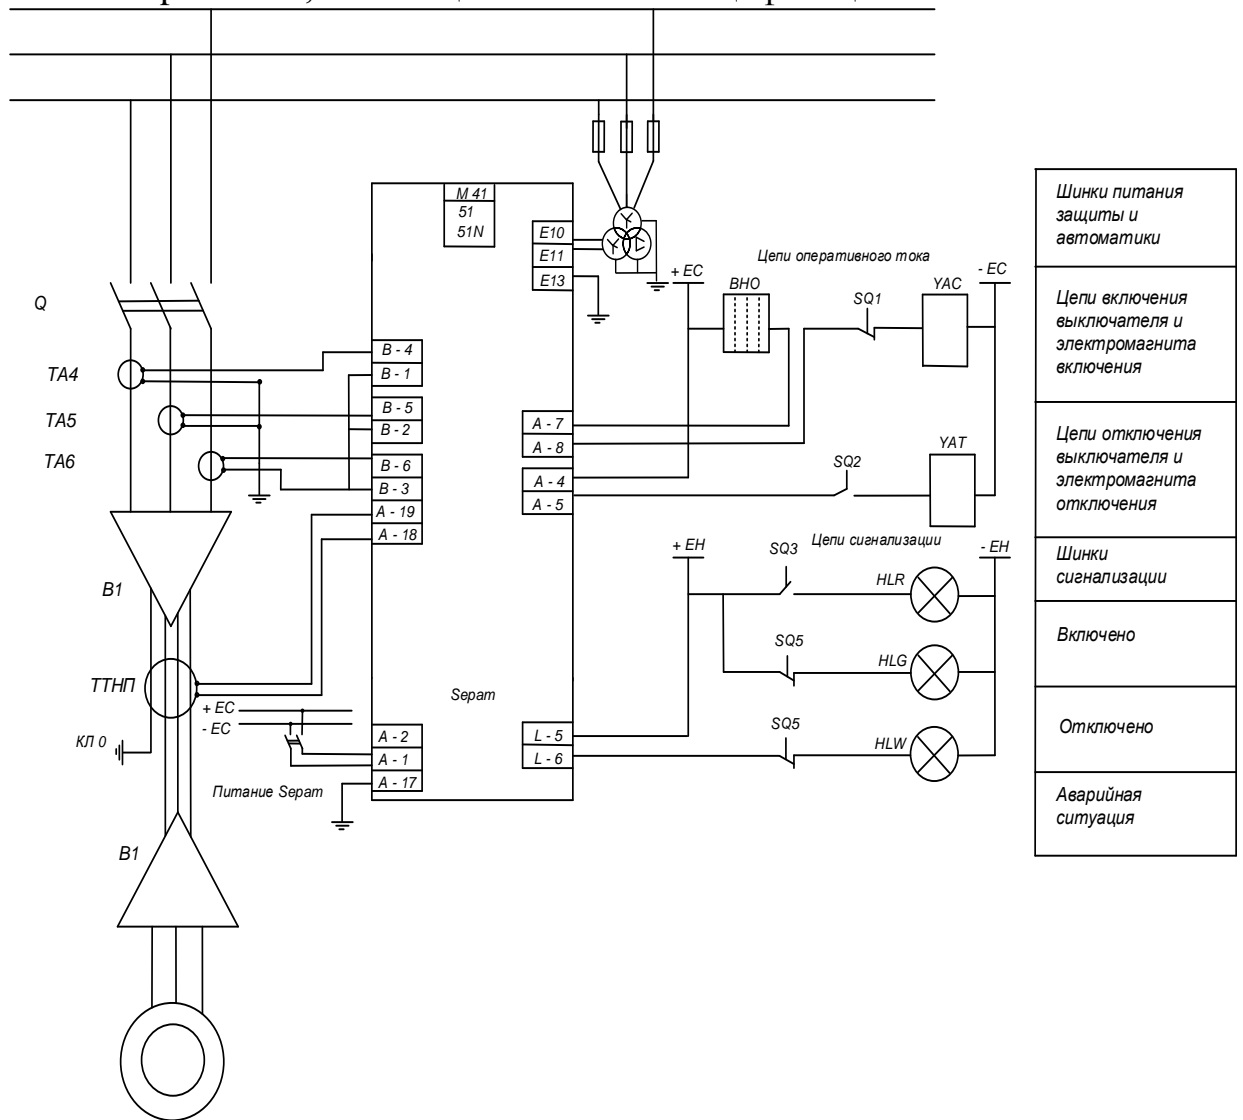 M 41
51
51N
E10
E11
E13
Q
TA4
TA5
TA6
B - 4
B - 1
B - 5
B - 2
B - 6
B - 3
A - 19
A - 18
B1
ТТНП
+ EC
- EC
КЛ 0
A - 2
A - 1
A - 17
Питание Sepam
Sepam
B1
Цепи оперативного тока
+ EC
BHO
SQ1
YAC
- EC
A - 7
A - 8
A - 4
A - 5
SQ2
YAT
Цепи сигнализации
+ EH
SQ3
HLR
- EH
SQ5
HLG
SQ5
HLW
L - 5
L - 6
Шинки питания
защиты и
автоматики
Цепи включения
выключателя и
электромагнита
включения
Цепи отключения
выключателя и
электромагнита
отключения
Шинки
сигнализации
Включено
Отключено
Аварийная
ситуация